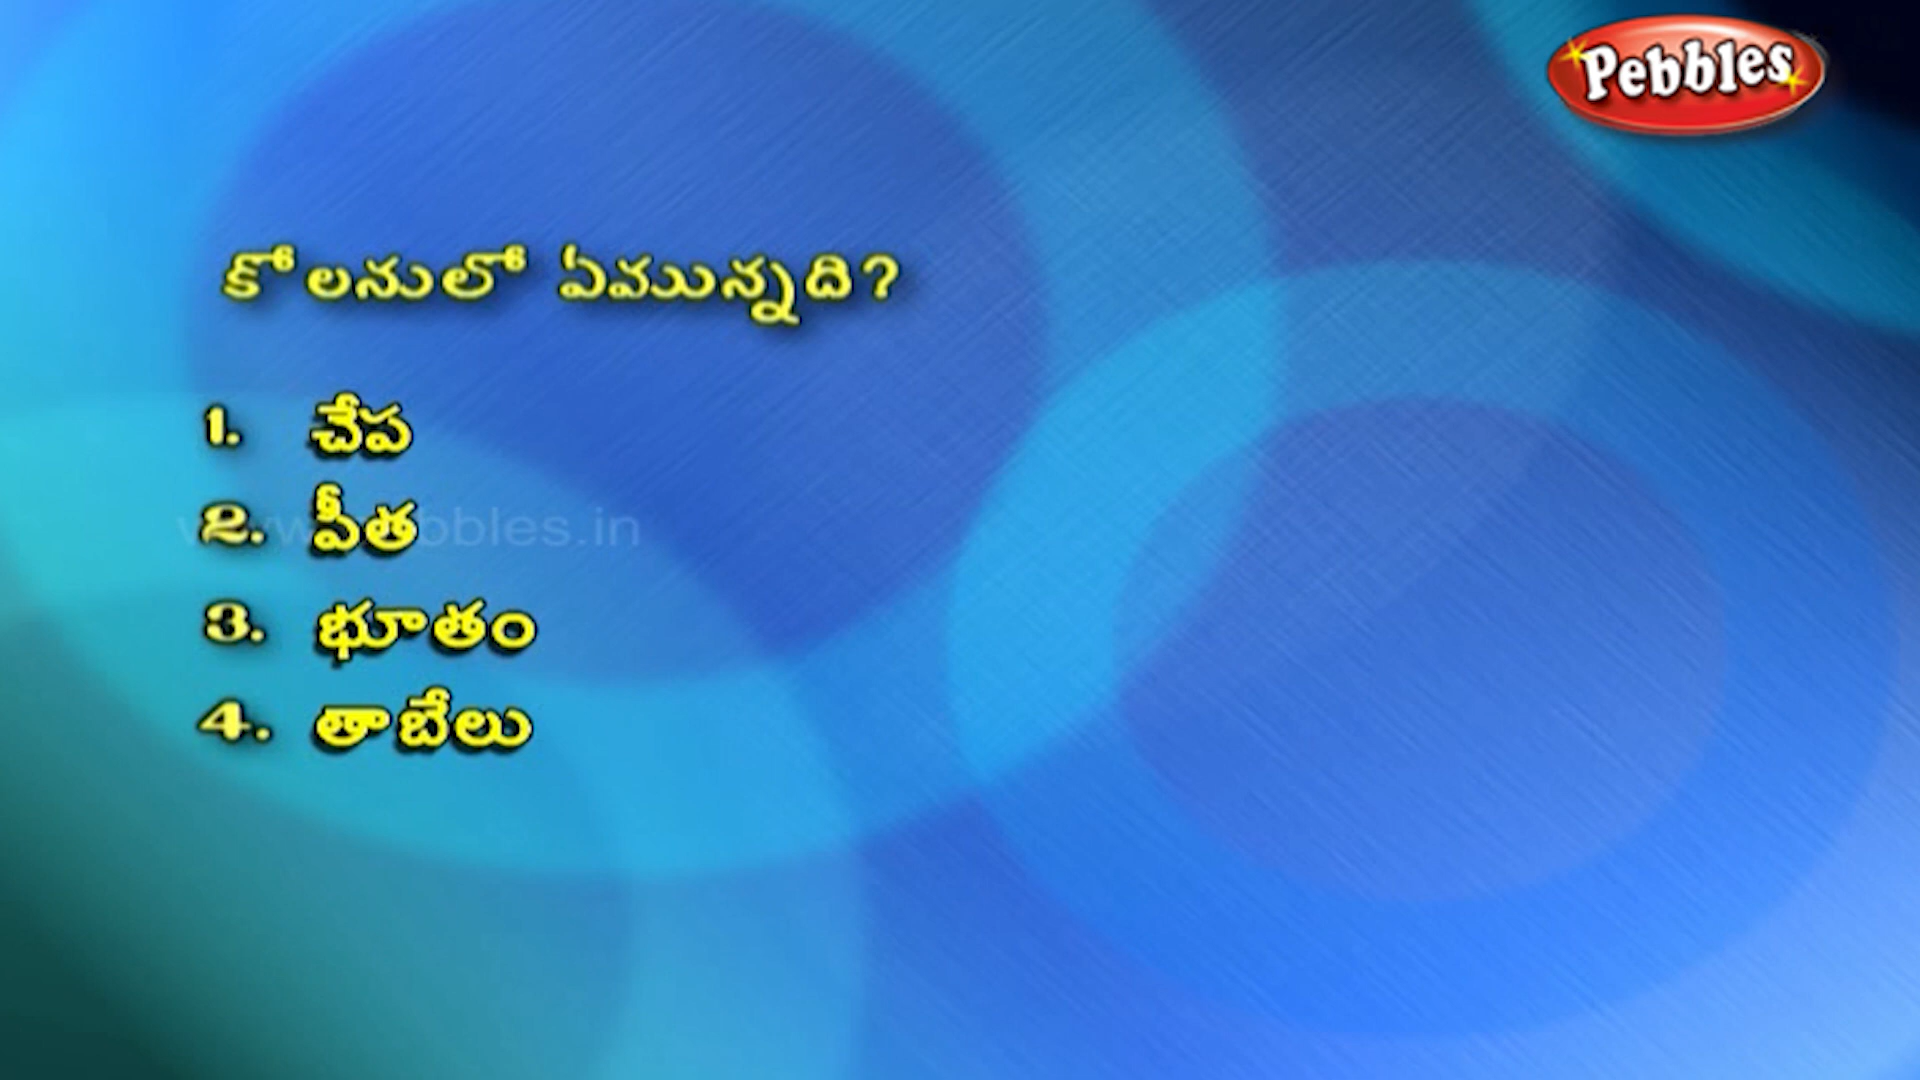 Pebbles
కోలనులో ఏమున్నది?
1. చేప
2. పీత
3. భూతం
4. తాబేలు